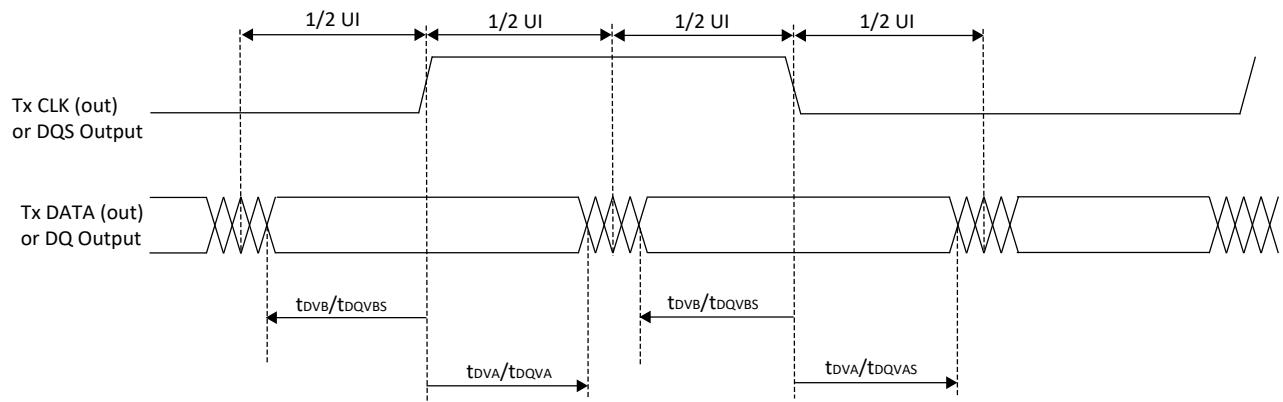 1/2 UI
1/2 UI
1/2 UI
1/2 UI
Tx CLK (out)
or DQS Output
Tx DATA (out)
or DQ Output
tDVB/tDQVBS
tDVB/tDQVBS
tDVA/tDQVA
tDVA/tDQVAS